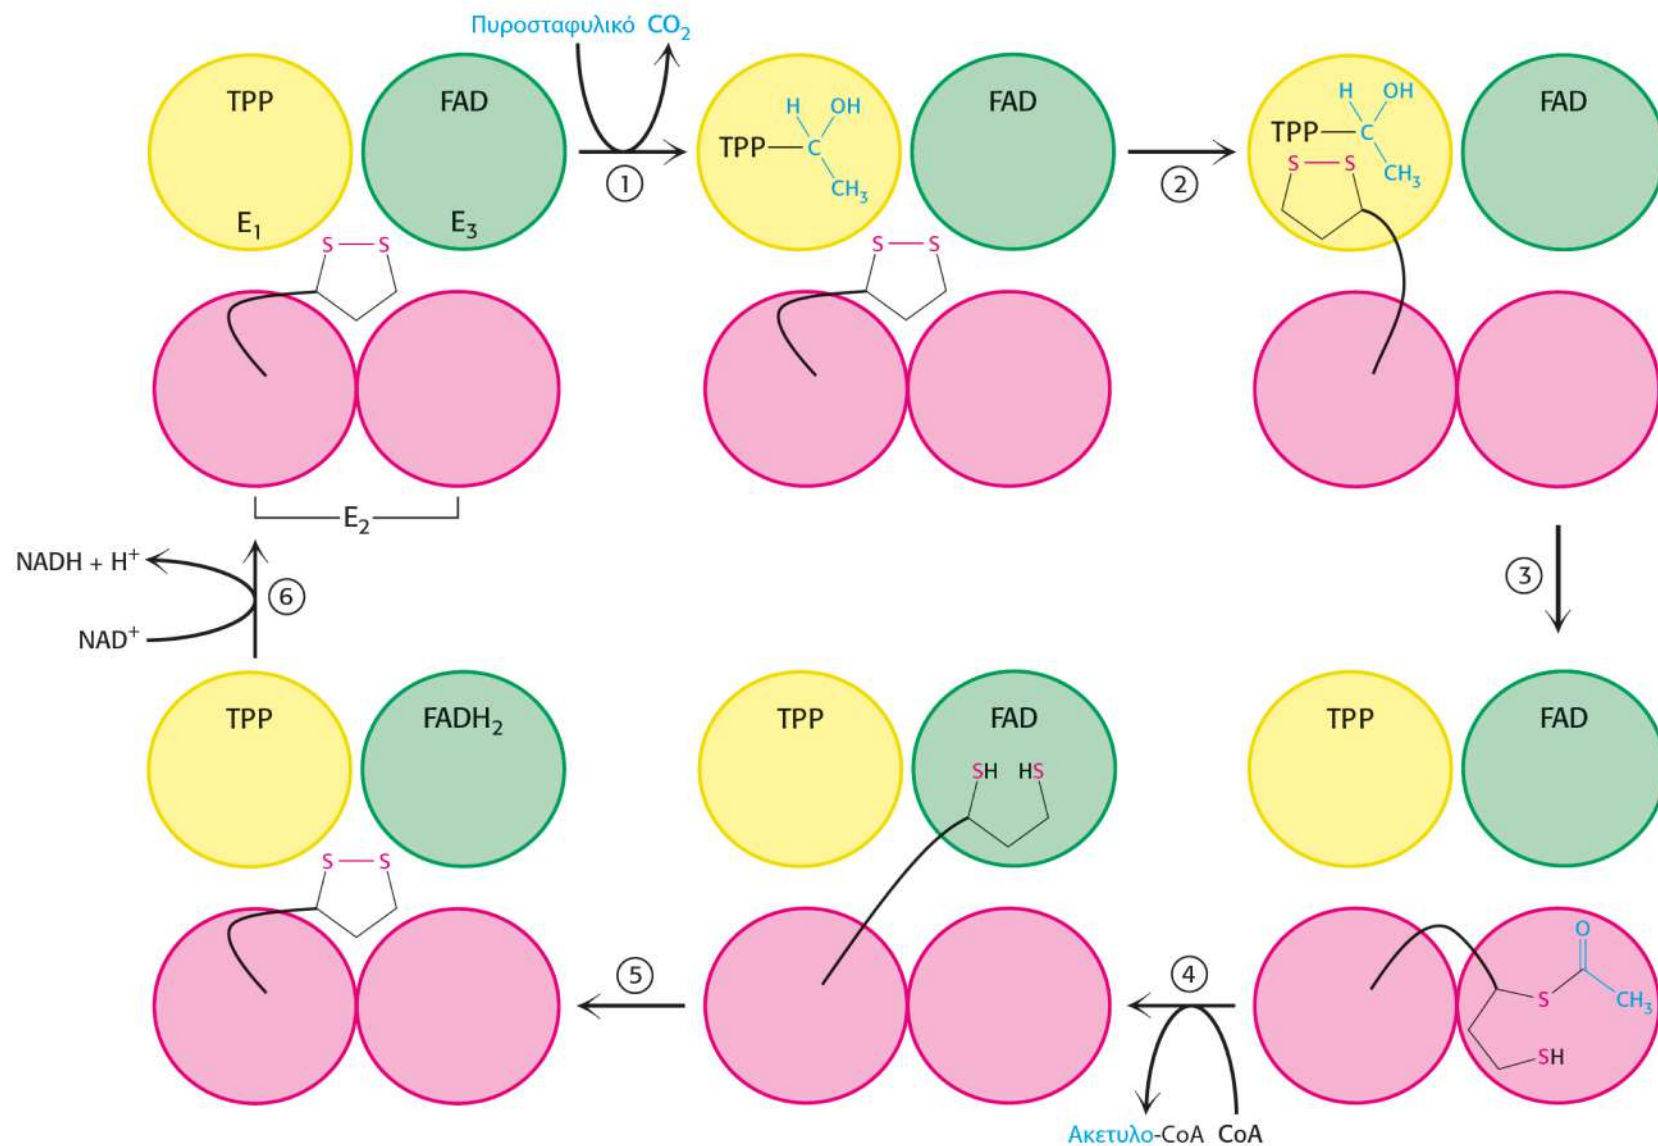 Πυροσταφυλικό CO2
TPP
FAD
E1
E3
S — S
1
TPP
H
OH
C
CH3
FAD
S — S
2
H
OH
TPP
C
CH3
S — S
FAD
E2
3
NADH + H+
NAD+
6
TPP
FADH2
S — S
5
TPP
FAD
SH HS
4
Ακετυλο-CoA CoA
TPP
FAD
O
S
CH3
SH